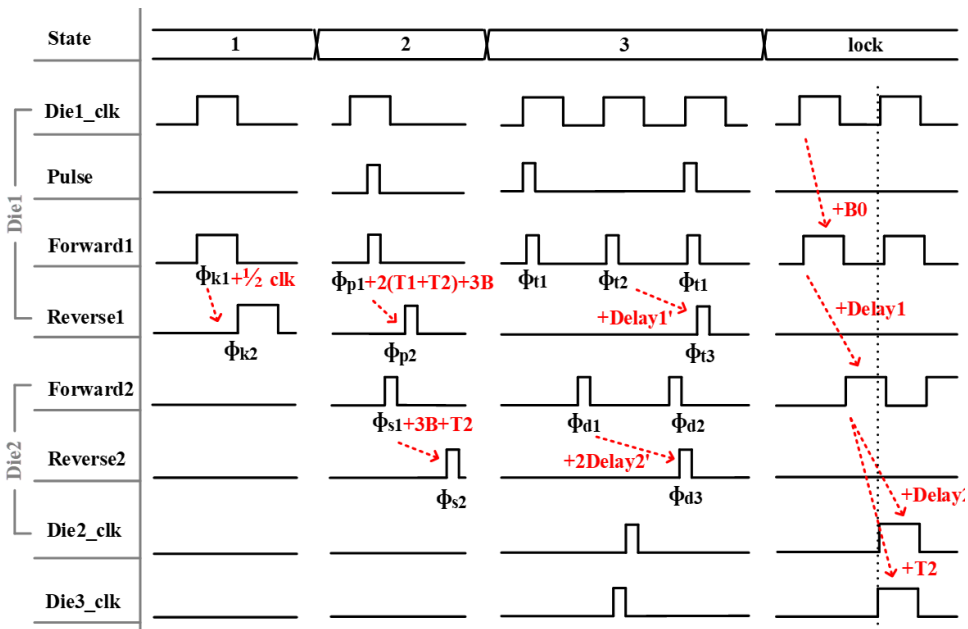 State 1 2 3 lock
Die1_clk
Pulse
+B0
Die1
Forward1
Φk1+½ clk Φp1+2(T1+T2)+3B Φt1 Φt2 Φt1
+Delay1' +Delay1
Reverse1
Φk2 Φp2 Φt3
Forward2
Φs1+3B+T2 Φd1 Φd2
Die2
Reverse2 +2Delay2'
Φs2 Φd3 +Delay2
Die2_clk
+T2
Die3_clk